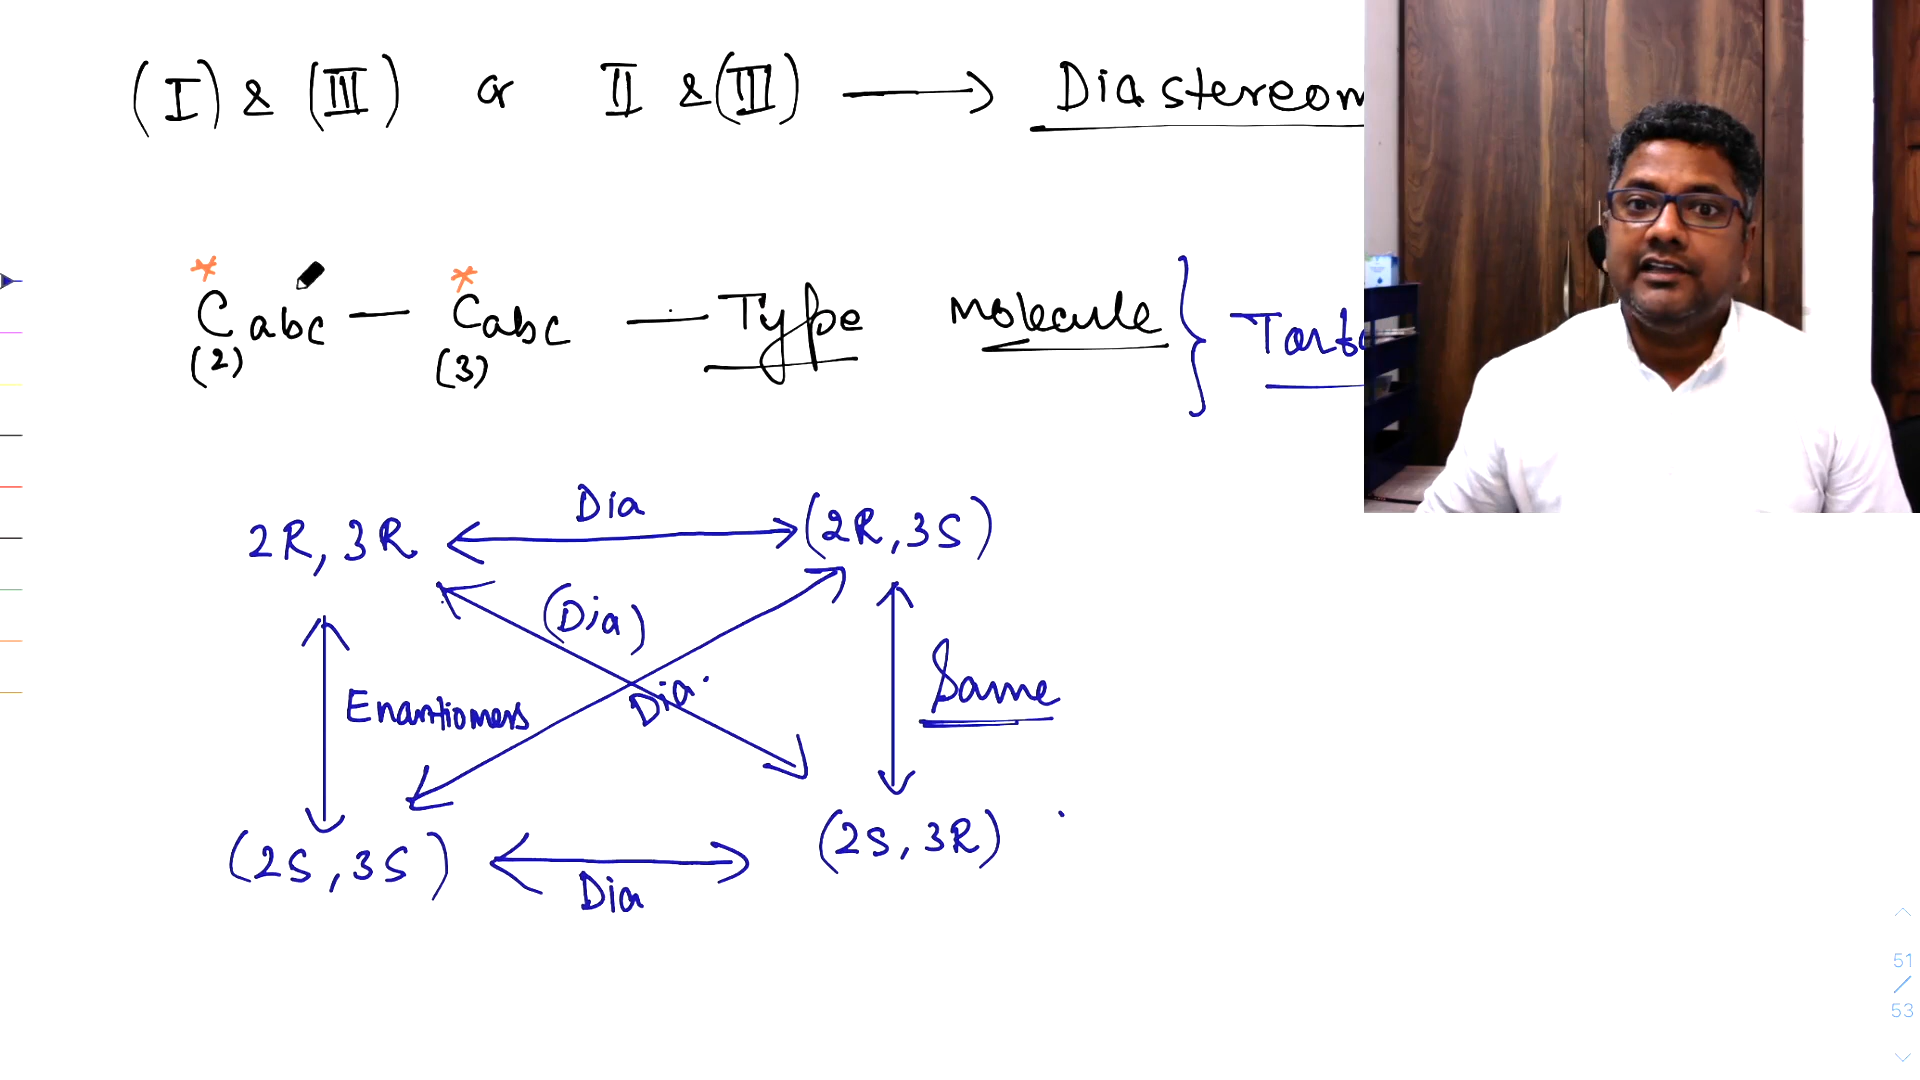 (I) & (III) or II & (III) → Diastereom
* *
Cabc — Cabc — Type Molecule } Tarta
(2) (3)
Dia
2R, 3R (2R, 3S)
(Dia)
Enantiomers Dia. Same
(2S, 3S) (2S, 3R)
Dia
51
/
53